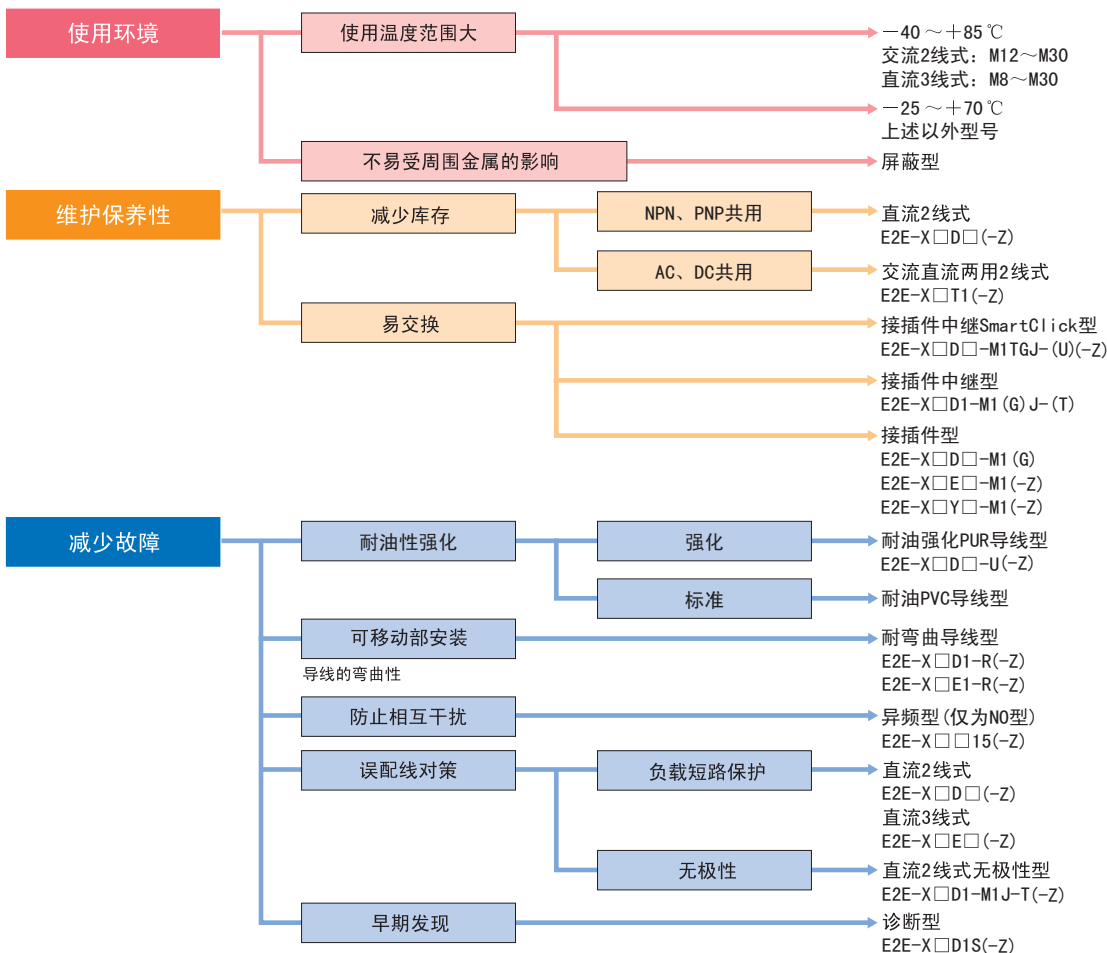 使用环境
使用温度范围大
－40～＋85℃
交流2线式：M12～M30
直流3线式：M8～M30
－25～＋70℃
上述以外型号
不易受周围金属的影响
屏蔽型
维护保养性
减少库存
NPN、PNP共用
直流2线式
E2E-X□D□(-Z)
AC、DC共用
交流直流两用2线式
E2E-X□T1(-Z)
易交换
接插件中继SmartClick型
E2E-X□D□-M1TGJ-(U)(-Z)
接插件中继型
E2E-X□D1-M1(G)J-(T)
接插件型
E2E-X□D□-M1(G)
E2E-X□E□-M1(-Z)
E2E-X□Y□-M1(-Z)
减少故障
耐油性强化
强化
耐油强化PUR导线型
E2E-X□D□-U(-Z)
标准
耐油PVC导线型
可移动部安装
导线的弯曲性
耐弯曲导线型
E2E-X□D1-R(-Z)
E2E-X□E1-R(-Z)
防止相互干扰
异频型(仅为NO型)
E2E-X□□15(-Z)
误配线对策
负载短路保护
直流2线式
E2E-X□D□(-Z)
直流3线式
E2E-X□E□(-Z)
无极性
直流2线式无极性型
E2E-X□D1-M1J-T(-Z)
早期发现
诊断型
E2E-X□D1S(-Z)